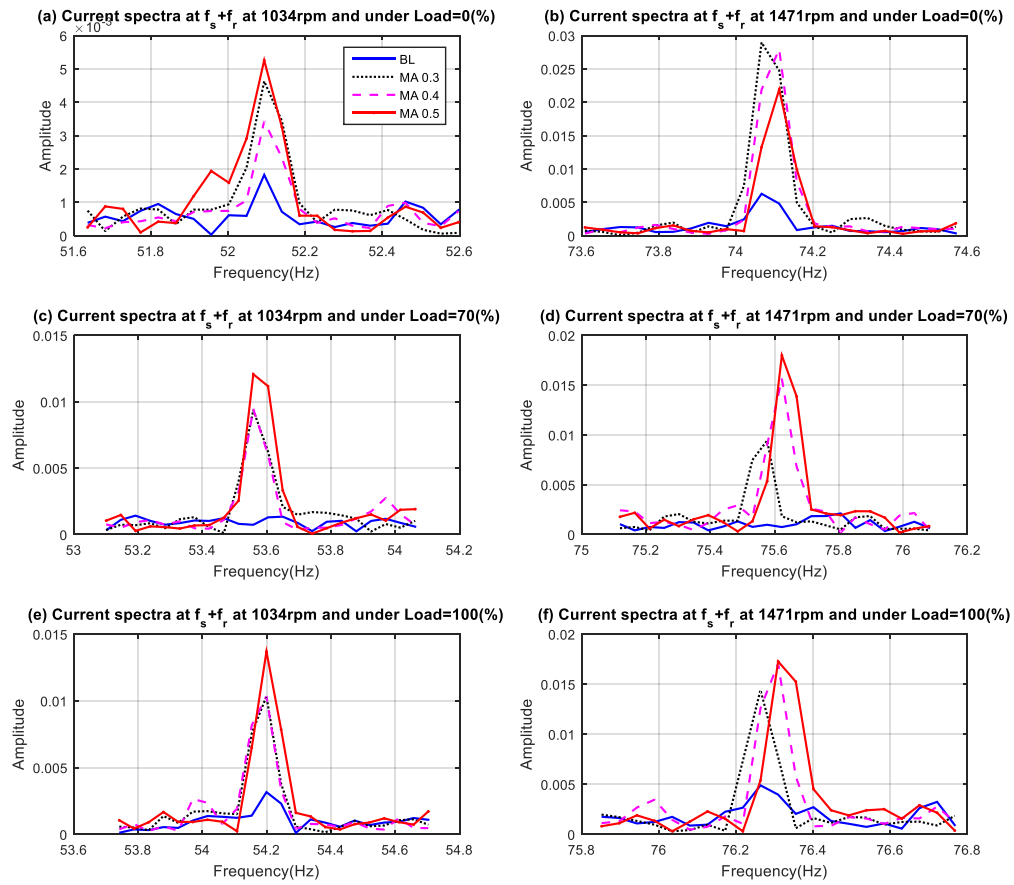 (a) Current spectra at fs+fr at 1034rpm and under Load=0(%)
×10-3
6
5
4
3
2
1
0
Amplitude
51.6 51.8 52 52.2 52.4 52.6
Frequency(Hz)
BL
MA 0.3
MA 0.4
MA 0.5
(b) Current spectra at fs+fr at 1471rpm and under Load=0(%)
0.03
0.025
0.02
0.015
0.01
0.005
0
Amplitude
73.6 73.8 74 74.2 74.4 74.6
Frequency(Hz)
(c) Current spectra at fs+fr at 1034rpm and under Load=70(%)
0.015
0.01
0.005
0
Amplitude
53 53.2 53.4 53.6 53.8 54 54.2
Frequency(Hz)
(d) Current spectra at fs+fr at 1471rpm and under Load=70(%)
0.02
0.015
0.01
0.005
0
Amplitude
75 75.2 75.4 75.6 75.8 76 76.2
Frequency(Hz)
(e) Current spectra at fs+fr at 1034rpm and under Load=100(%)
0.015
0.01
0.005
0
Amplitude
53.6 53.8 54 54.2 54.4 54.6 54.8
Frequency(Hz)
(f) Current spectra at fs+fr at 1471rpm and under Load=100(%)
0.02
0.015
0.01
0.005
0
Amplitude
75.8 76 76.2 76.4 76.6 76.8
Frequency(Hz)